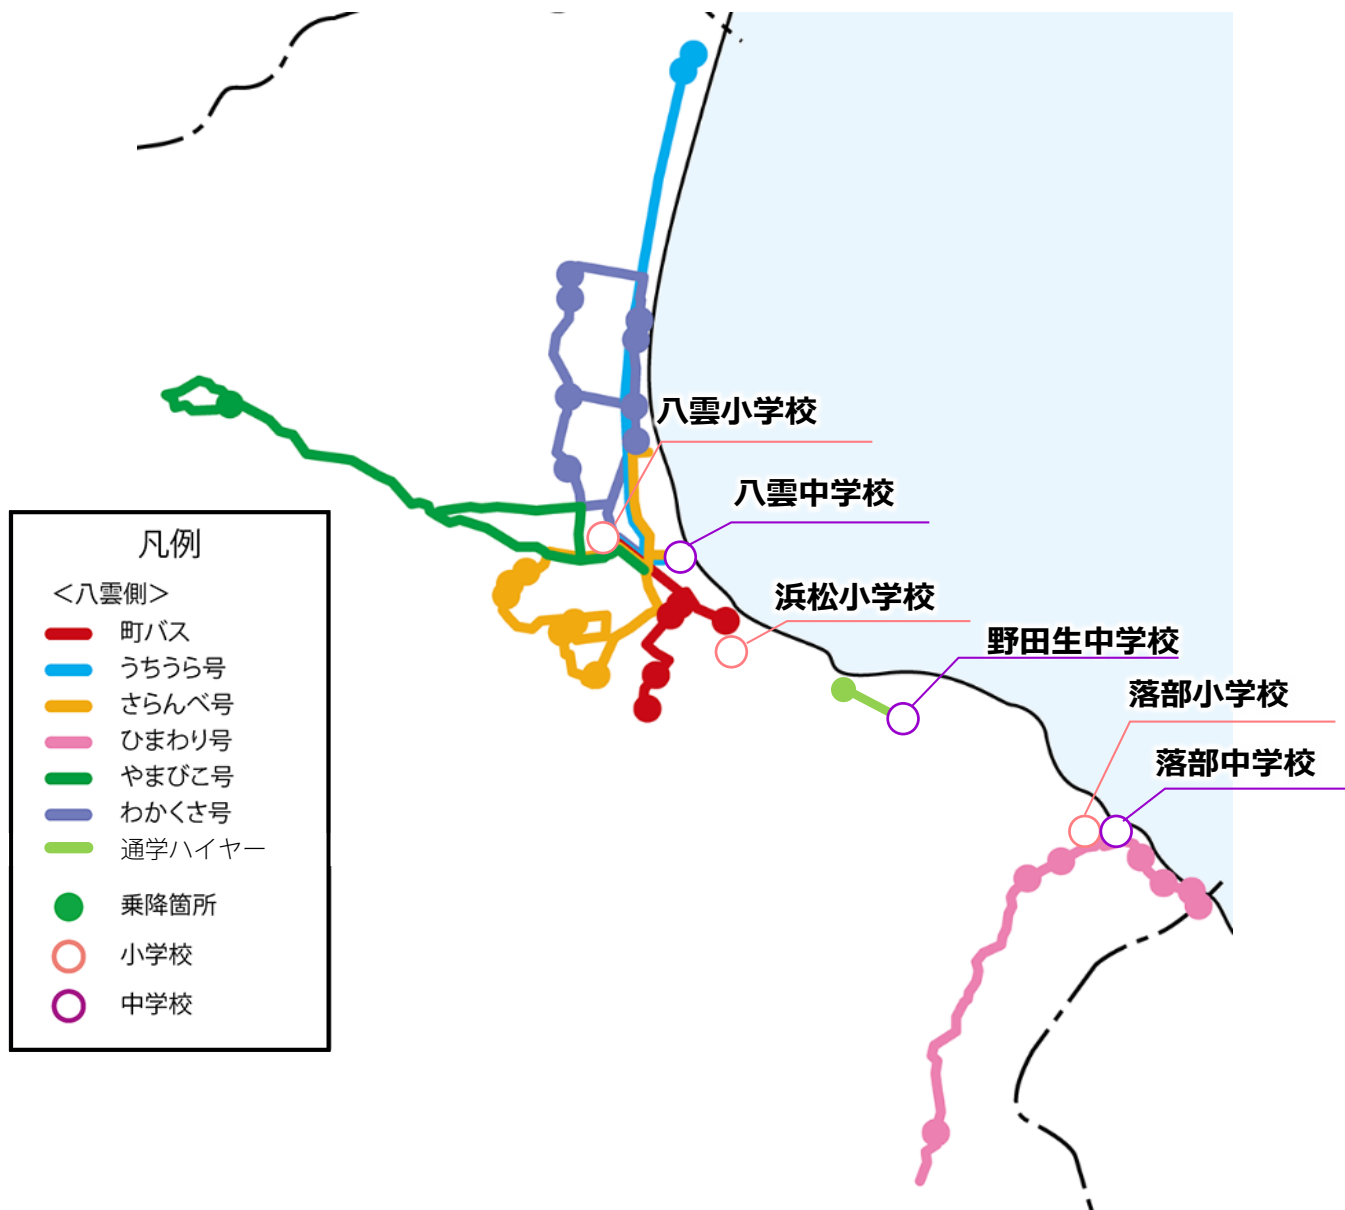 八雲小学校
八雲中学校
浜松小学校
野田生中学校
落部小学校
落部中学校
凡例
＜八雲側＞
町バス
うちうら号
さらんべ号
ひまわり号
やまびこ号
わかくさ号
通学ハイヤー
乗降箇所
小学校
中学校